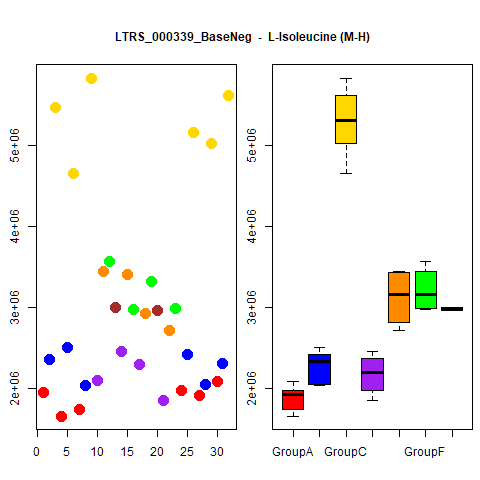 LTRS_000339_BaseNeg - L-Isoleucine (M-H)
2e+06 3e+06 4e+06 5e+06
0 5 10 15 20 25 30
2e+06 3e+06 4e+06 5e+06
GroupA GroupC GroupF